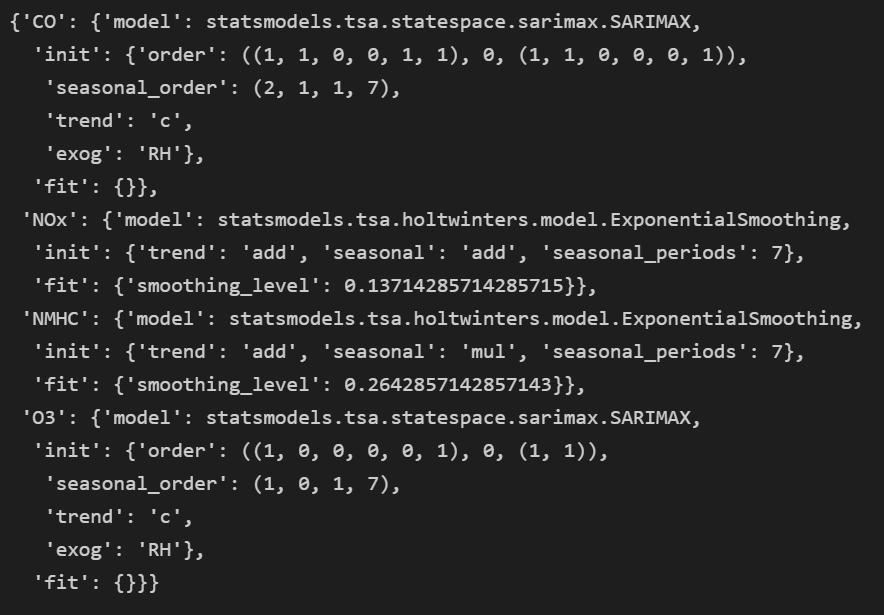 {'CO': {'model': statsmodels.tsa.statespace.sarimax.SARIMAX,
'init': {'order': ((1, 1, 0, 0, 1, 1), 0, (1, 1, 0, 0, 0, 1)),
'seasonal_order': (2, 1, 1, 7),
'trend': 'c',
'exog': 'RH'},
'fit': {}},
'NOx': {'model': statsmodels.tsa.holtwinters.model.ExponentialSmoothing,
'init': {'trend': 'add', 'seasonal': 'add', 'seasonal_periods': 7},
'fit': {'smoothing_level': 0.13714285714285715}},
'NMHC': {'model': statsmodels.tsa.holtwinters.model.ExponentialSmoothing,
'init': {'trend': 'add', 'seasonal': 'mul', 'seasonal_periods': 7},
'fit': {'smoothing_level': 0.2642857142857143}},
'O3': {'model': statsmodels.tsa.statespace.sarimax.SARIMAX,
'init': {'order': ((1, 0, 0, 0, 0, 1), 0, (1, 1)),
'seasonal_order': (1, 0, 1, 7),
'trend': 'c',
'exog': 'RH'},
'fit': {}}}